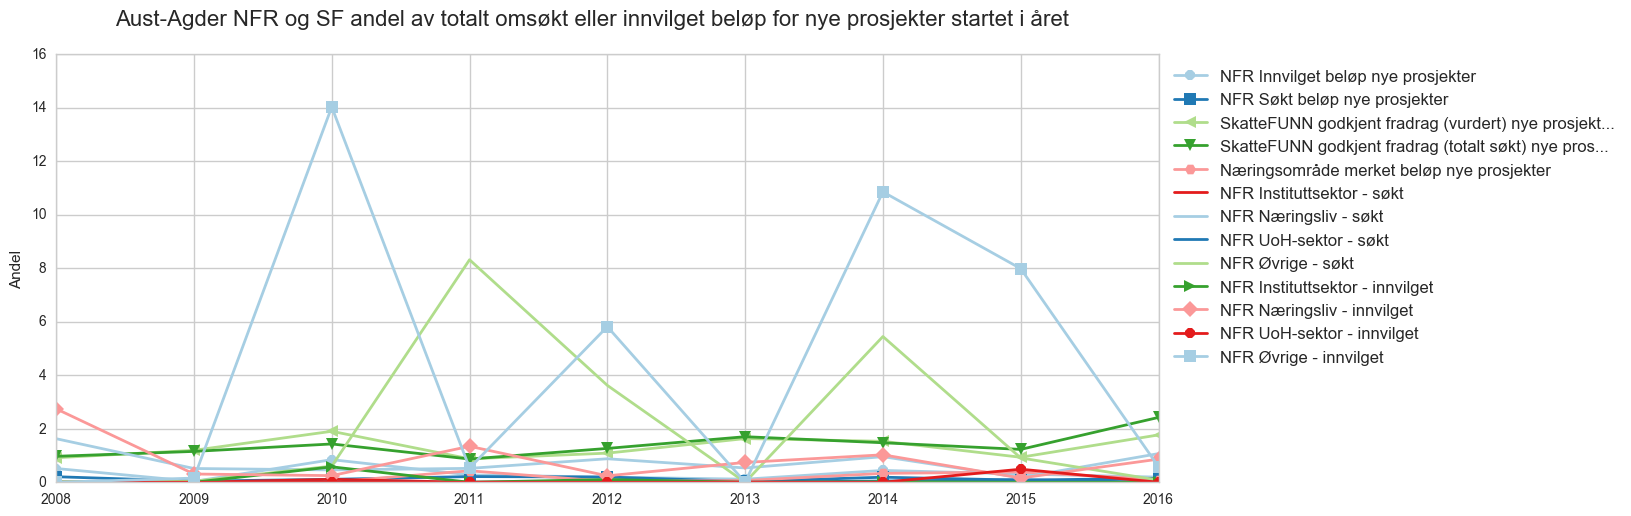 Aust-Agder NFR og SF andel av totalt omsøkt eller innvilget beløp for nye prosjekter startet i året
16
14
12
10
8
6
4
2
0
Andel
2008 2009 2010 2011 2012 2013 2014 2015 2016
NFR Innvilget beløp nye prosjekter
NFR Søkt beløp nye prosjekter
SkatteFUNN godkjent fradrag (vurdert) nye prosjekt...
SkatteFUNN godkjent fradrag (totalt søkt) nye pros...
Næringsområde merket beløp nye prosjekter
NFR Instituttsektor - søkt
NFR Næringsliv - søkt
NFR UoH-sektor - søkt
NFR Øvrige - søkt
NFR Instituttsektor - innvilget
NFR Næringsliv - innvilget
NFR UoH-sektor - innvilget
NFR Øvrige - innvilget